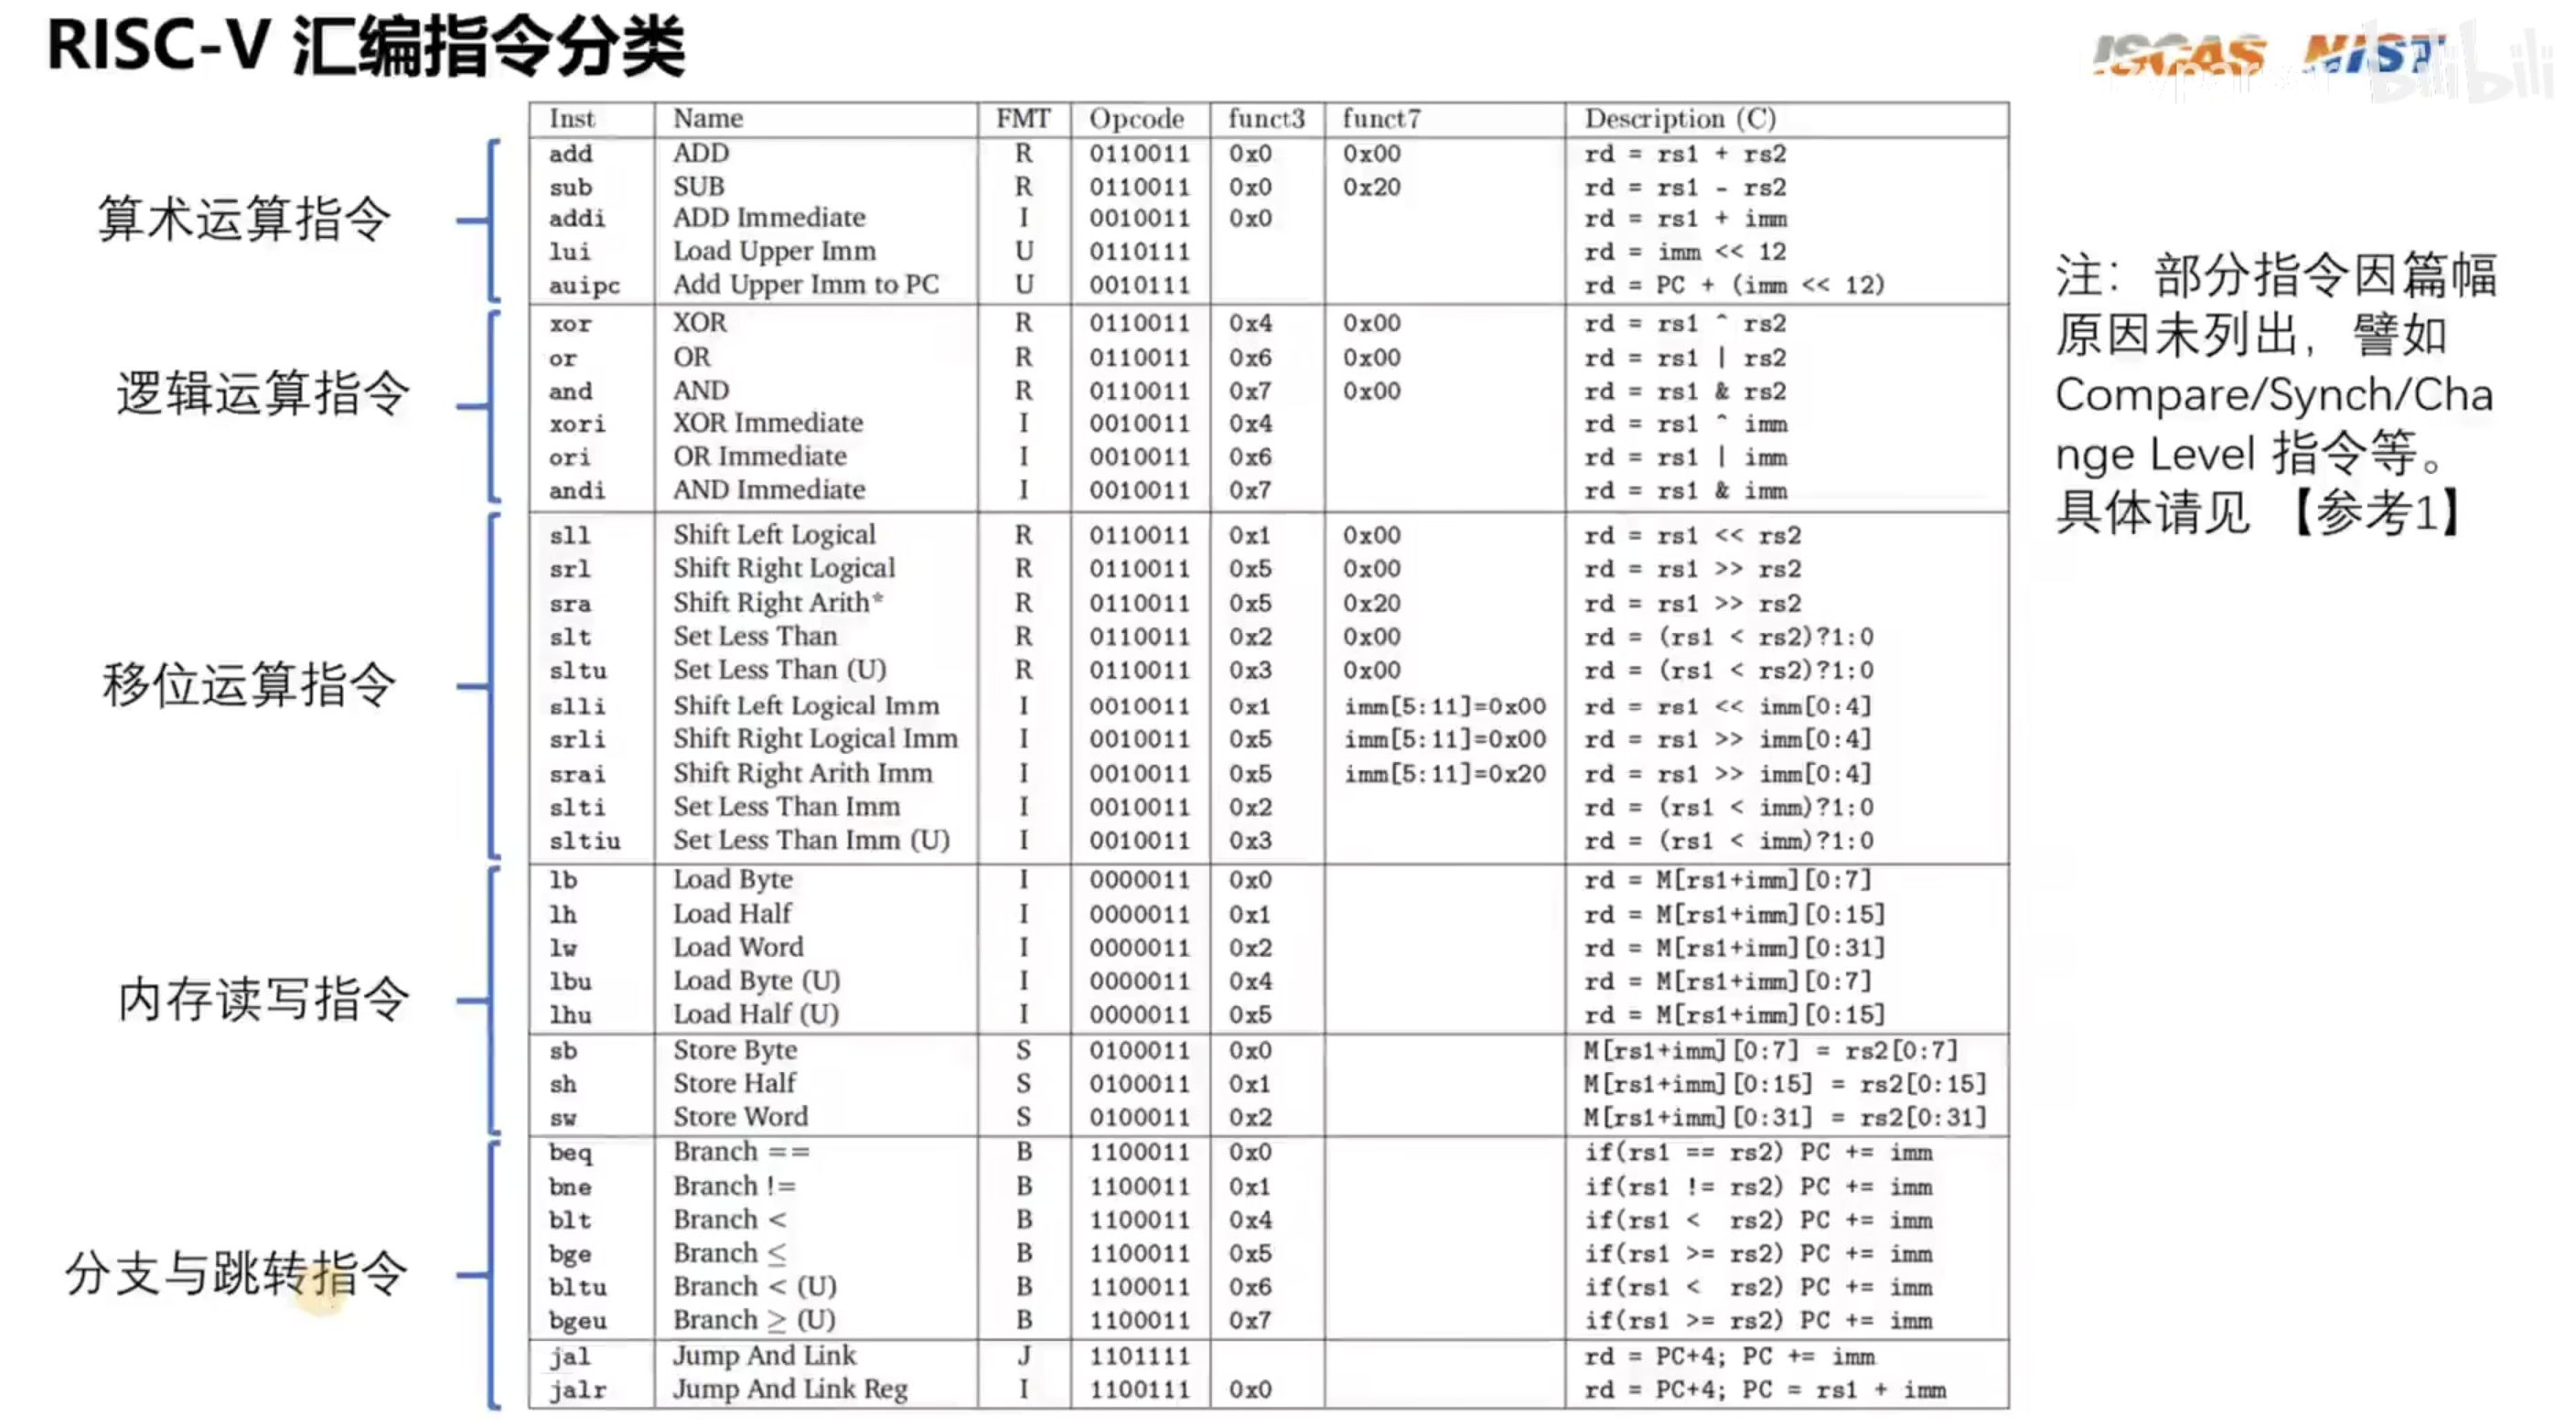 RISC-V 汇编指令分类
ISCAS NIST
bilibili
Inst Name FMT Opcode funct3 funct7 Description (C)
算术运算指令
add ADD R 0110011 0x0 0x00 rd = rs1 + rs2
sub SUB R 0110011 0x0 0x20 rd = rs1 - rs2
addi ADD Immediate I 0010011 0x0 rd = rs1 + imm
lui Load Upper Imm U 0110111 rd = imm << 12
auipc Add Upper Imm to PC U 0010111 rd = PC + (imm << 12)
逻辑运算指令
xor XOR R 0110011 0x4 0x00 rd = rs1 ^ rs2
or OR R 0110011 0x6 0x00 rd = rs1 | rs2
and AND R 0110011 0x7 0x00 rd = rs1 & rs2
xori XOR Immediate I 0010011 0x4 rd = rs1 ^ imm
ori OR Immediate I 0010011 0x6 rd = rs1 | imm
andi AND Immediate I 0010011 0x7 rd = rs1 & imm
移位运算指令
sll Shift Left Logical R 0110011 0x1 0x00 rd = rs1 << rs2
srl Shift Right Logical R 0110011 0x5 0x00 rd = rs1 >> rs2
sra Shift Right Arith* R 0110011 0x5 0x20 rd = rs1 >> rs2
slt Set Less Than R 0110011 0x2 0x00 rd = (rs1 < rs2)?1:0
sltu Set Less Than (U) R 0110011 0x3 0x00 rd = (rs1 < rs2)?1:0
slli Shift Left Logical Imm I 0010011 0x1 imm[5:11]=0x00 rd = rs1 << imm[0:4]
srli Shift Right Logical Imm I 0010011 0x5 imm[5:11]=0x00 rd = rs1 >> imm[0:4]
srai Shift Right Arith Imm I 0010011 0x5 imm[5:11]=0x20 rd = rs1 >> imm[0:4]
slti Set Less Than Imm I 0010011 0x2 rd = (rs1 < imm)?1:0
sltiu Set Less Than Imm (U) I 0010011 0x3 rd = (rs1 < imm)?1:0
内存读写指令
lb Load Byte I 0000011 0x0 rd = M[rs1+imm][0:7]
lh Load Half I 0000011 0x1 rd = M[rs1+imm][0:15]
lw Load Word I 0000011 0x2 rd = M[rs1+imm][0:31]
lbu Load Byte (U) I 0000011 0x4 rd = M[rs1+imm][0:7]
lhu Load Half (U) I 0000011 0x5 rd = M[rs1+imm][0:15]
sb Store Byte S 0100011 0x0 M[rs1+imm][0:7] = rs2[0:7]
sh Store Half S 0100011 0x1 M[rs1+imm][0:15] = rs2[0:15]
sw Store Word S 0100011 0x2 M[rs1+imm][0:31] = rs2[0:31]
分支与跳转指令
beq Branch == B 1100011 0x0 if(rs1 == rs2) PC += imm
bne Branch != B 1100011 0x1 if(rs1 != rs2) PC += imm
blt Branch < B 1100011 0x4 if(rs1 < rs2) PC += imm
bge Branch ≤ B 1100011 0x5 if(rs1 >= rs2) PC += imm
bltu Branch < (U) B 1100011 0x6 if(rs1 < rs2) PC += imm
bgeu Branch ≥ (U) B 1100011 0x7 if(rs1 >= rs2) PC += imm
jal Jump And Link J 1101111 rd = PC+4; PC += imm
jalr Jump And Link Reg I 1100111 0x0 rd = PC+4; PC = rs1 + imm
注：部分指令因篇幅
原因未列出，譬如
Compare/Synch/Cha
nge Level 指令等。
具体请见 【参考1】